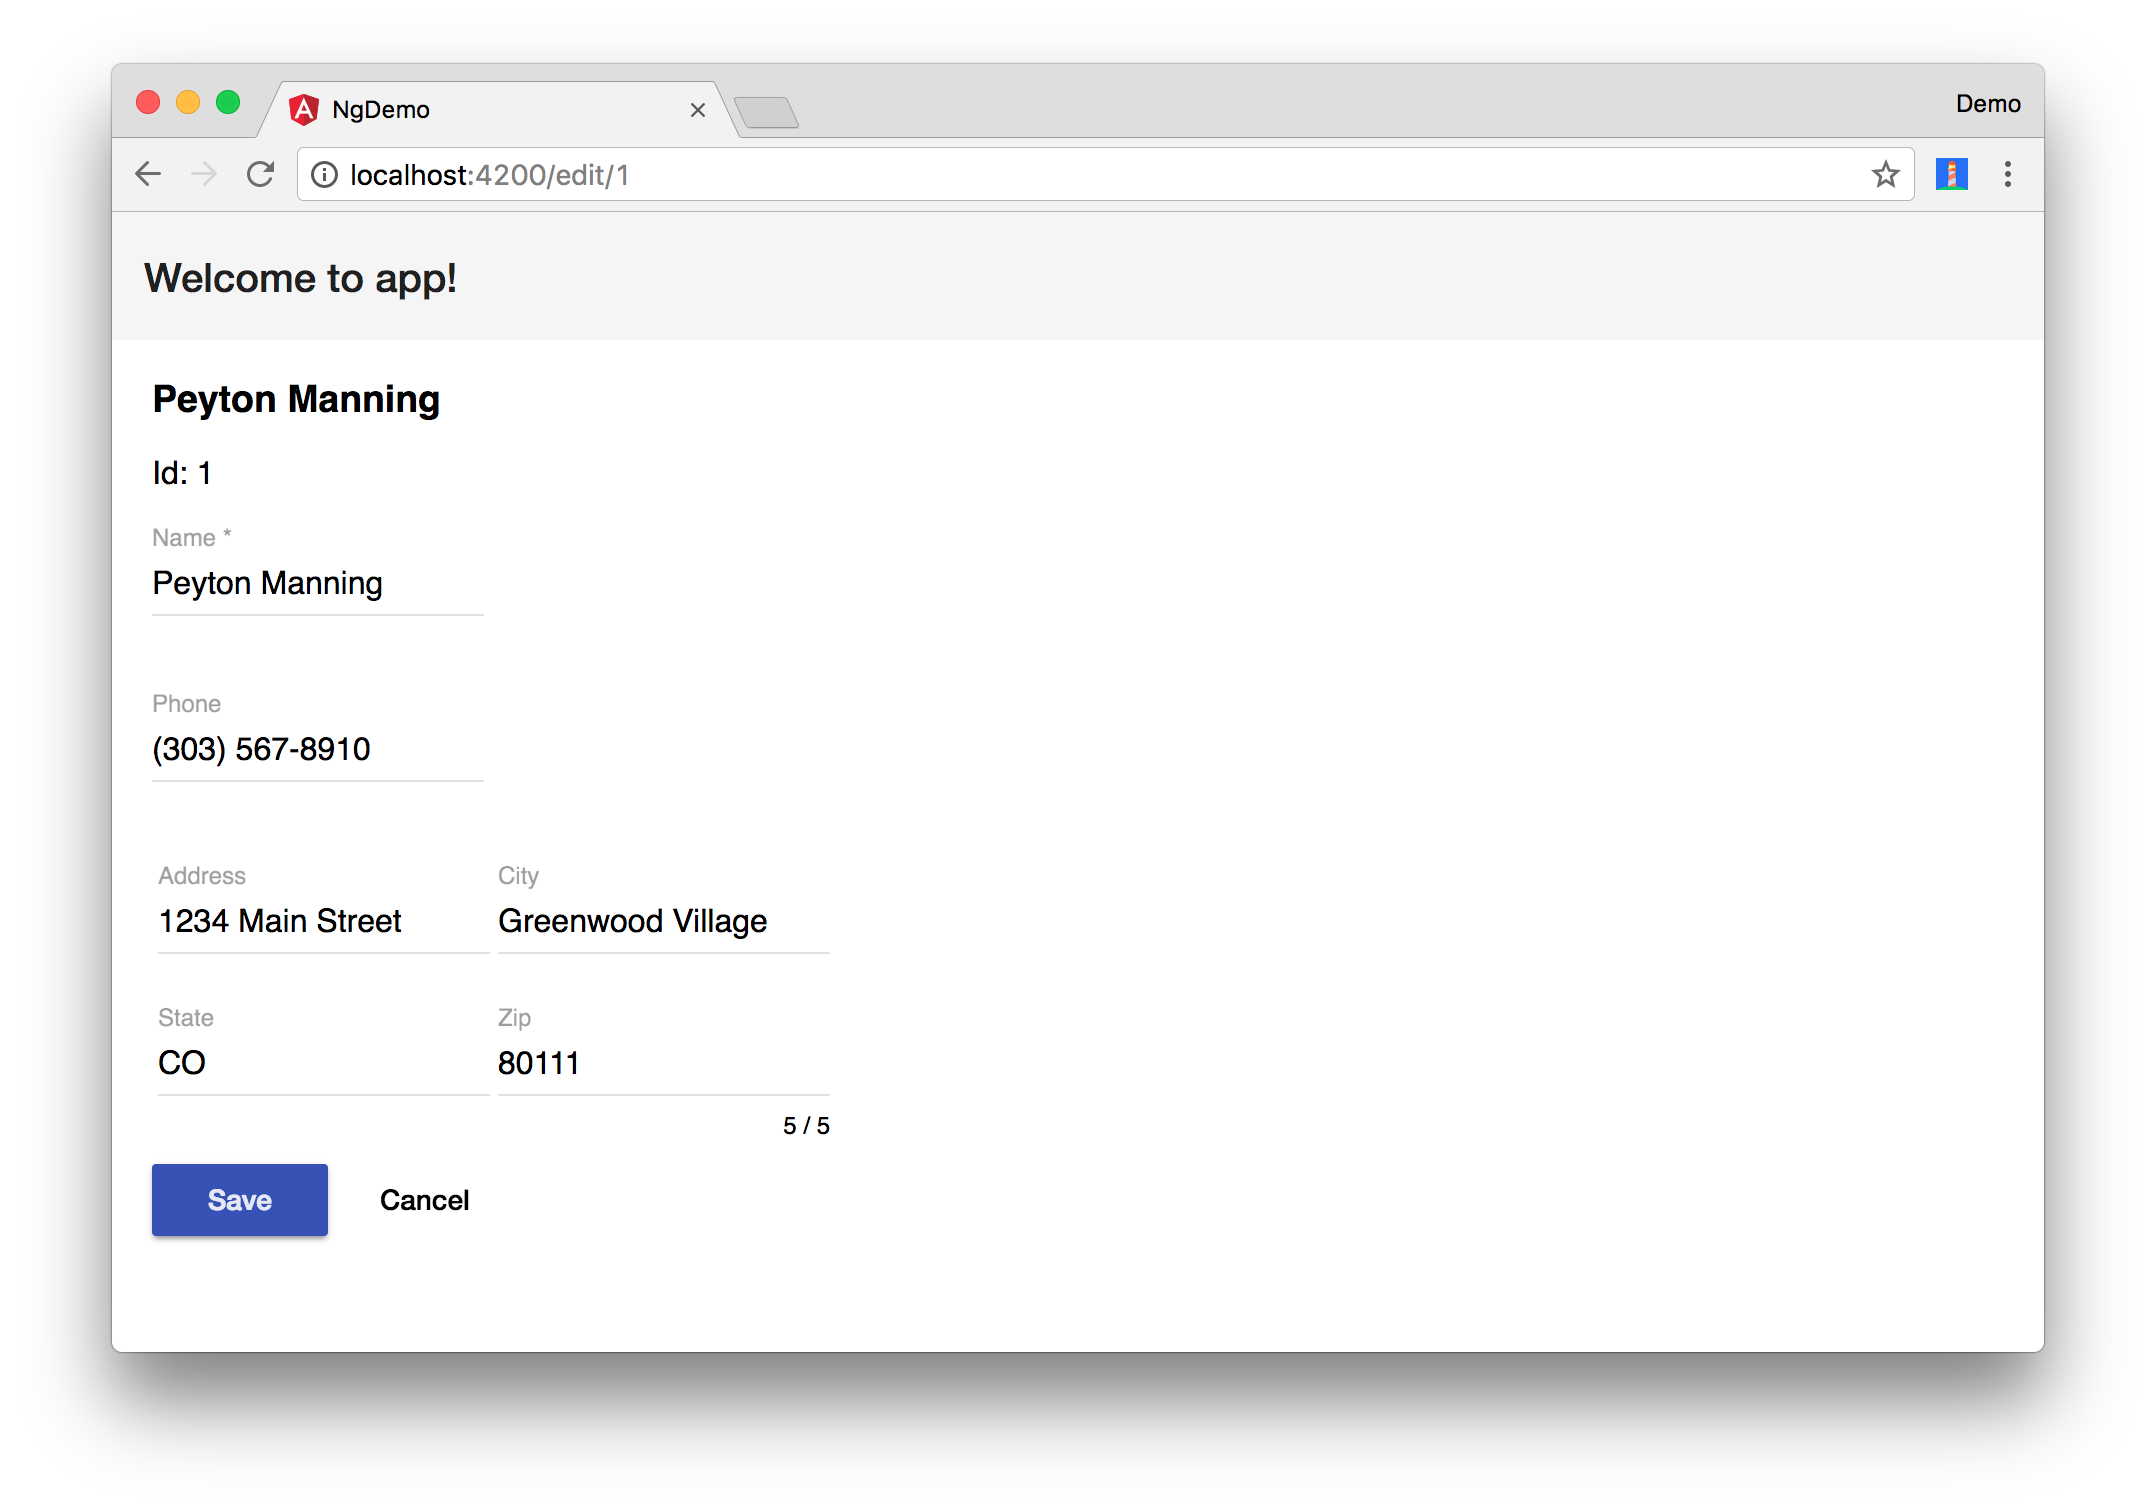 NgDemo
Demo
localhost:4200/edit/1
Welcome to app!
Peyton Manning
Id: 1
Name *
Peyton Manning
Phone
(303) 567-8910
Address City
1234 Main Street Greenwood Village
State Zip
CO 80111
5 / 5
Save Cancel